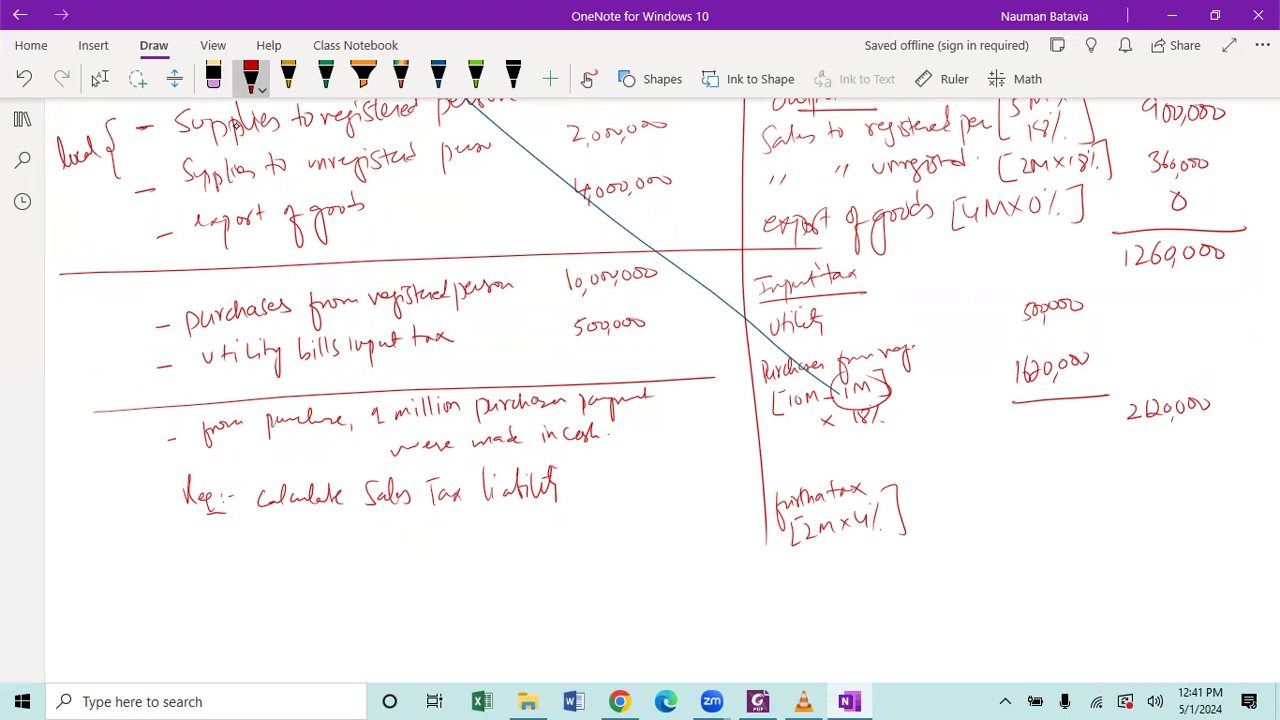 OneNote for Windows 10
Nauman Batavia
Home Insert Draw View Help Class Notebook
Saved offline (sign in required)
Share
Shapes
Ink to Shape
Ink to Text
Ruler
Math
local { - Supplies to registered person
- Supplies to unregistered person 2,000,000
- export of goods 4,000,000
- purchases from registered person 10,000,000
- utility bills input tax 500,000
- from purchase, 1 million purchases payment
were made in cash.
Req:- calculate Sales Tax liability
output
Sales to registered per [5M x 18%] 900,000
" " unregistered. [2M x 18%] 360,000
export of goods [4M x 0%] 0
1260,000
Input tax
utility 500,000
Purchases from reg.
[10M - 1M] 1620,000
x 18%
2120,000
further tax
[2M x 4%]
Type here to search
12:41 PM
5/1/2024